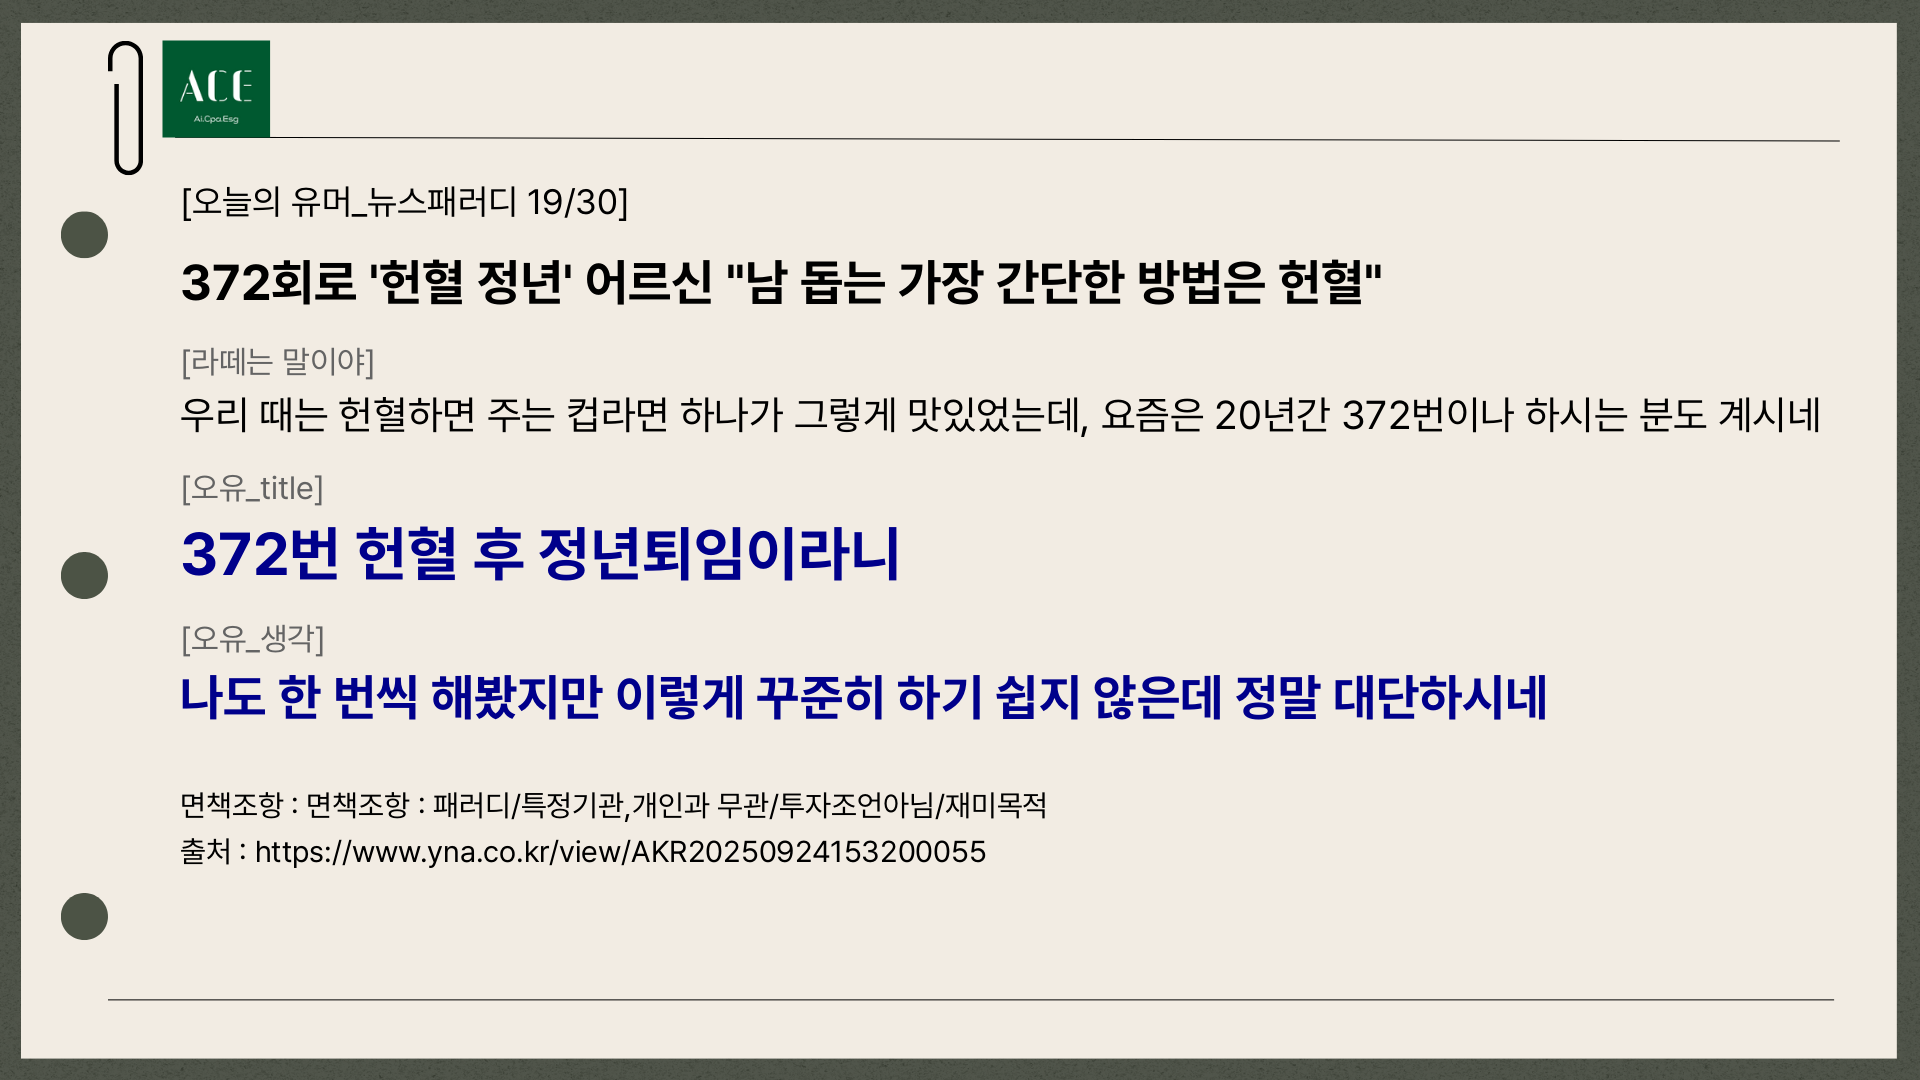 ACE
Ai.Cpa.Esg
[오늘의 유머_뉴스패러디 19/30]
372회로 '헌혈 정년' 어르신 "남 돕는 가장 간단한 방법은 헌혈"
[라떼는 말이야]
우리 때는 헌혈하면 주는 컵라면 하나가 그렇게 맛있었는데, 요즘은 20년간 372번이나 하시는 분도 계시네
[오유_title]
372번 헌혈 후 정년퇴임이라니
[오유_생각]
나도 한 번씩 해봤지만 이렇게 꾸준히 하기 쉽지 않은데 정말 대단하시네
면책조항 : 면책조항 : 패러디/특정기관,개인과 무관/투자조언아님/재미목적
출처 : https://www.yna.co.kr/view/AKR20250924153200055